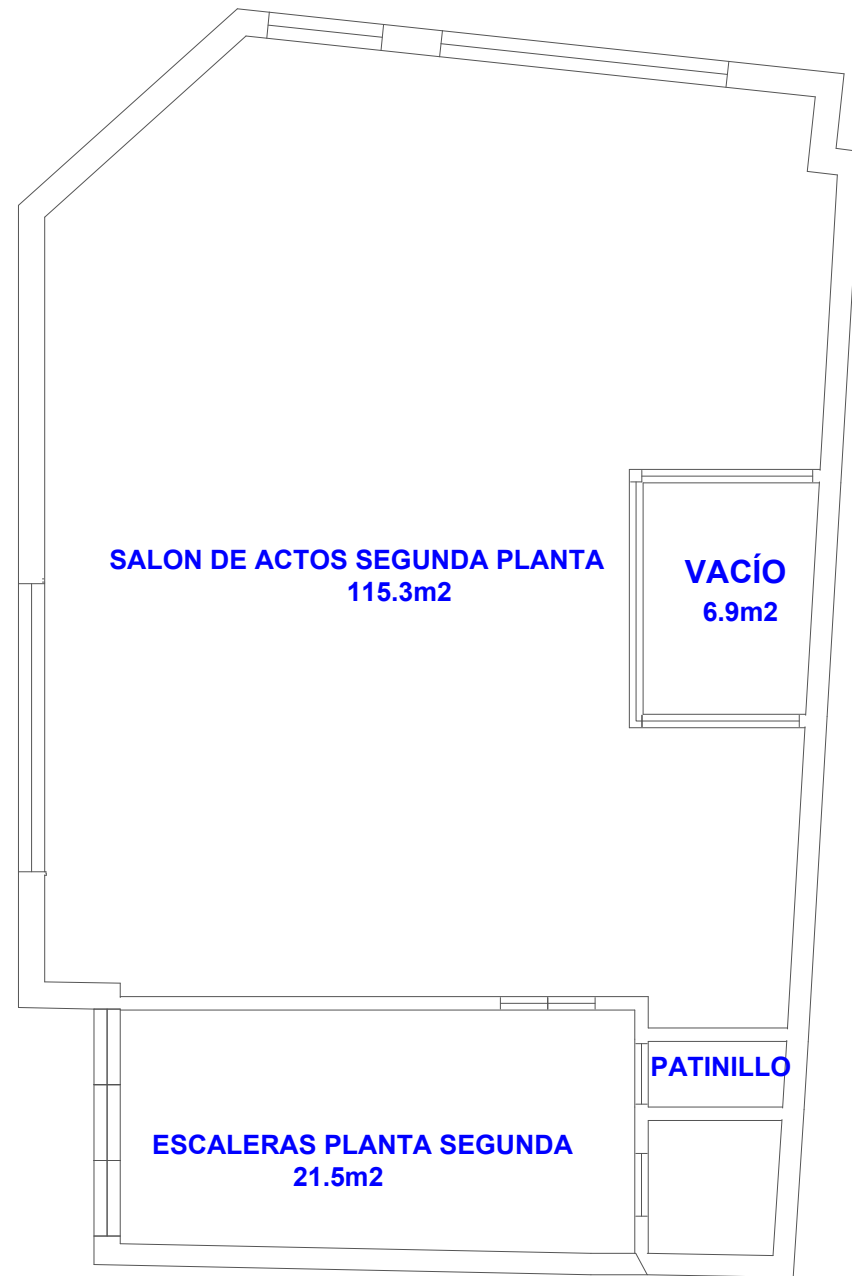 SALON DE ACTOS SEGUNDA PLANTA
115.3m2
VACÍO
6.9m2
PATINILLO
ESCALERAS PLANTA SEGUNDA
21.5m2